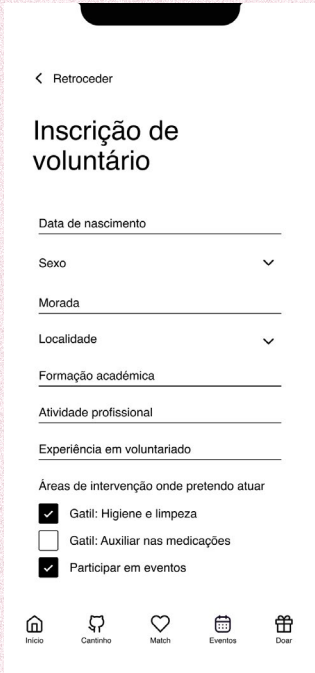 Retroceder
Inscrição de
voluntário
Data de nascimento
Sexo
Morada
Localidade
Formação académica
Atividade profissional
Experiência em voluntariado
Áreas de intervenção onde pretendo atuar
Gatil: Higiene e limpeza
Gatil: Auxiliar nas medicações
Participar em eventos
Início Cantinho Match Eventos Doar